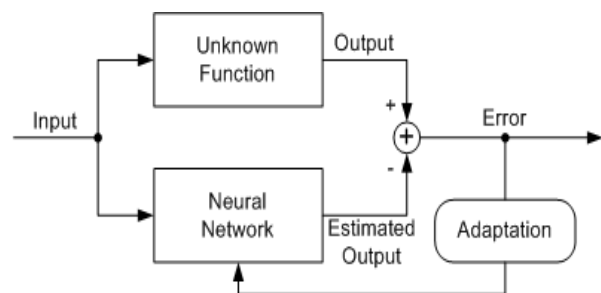 Unknown
Function
Output
Input
+
+
-
Error
Neural
Network
Estimated
Output
Adaptation